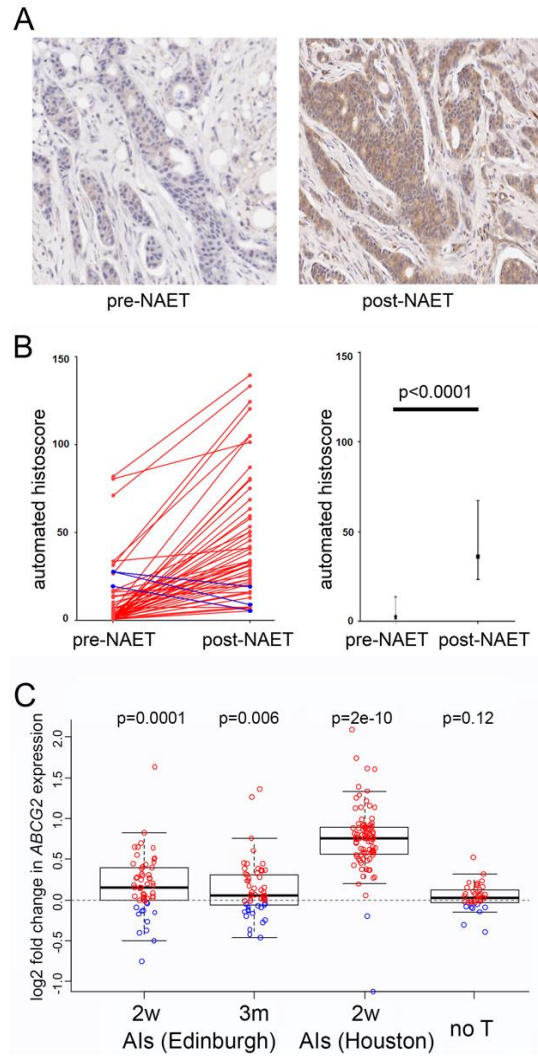 A
pre-NAET post-NAET
B
automated histoscore
150
100
50
0
pre-NAET post-NAET
automated histoscore
150
100
50
0
p<0.0001
pre-NAET post-NAET
C
log2 fold change in ABCG2 expression
2.0
1.0
0.5
0.0
-0.5
-1.0
p=0.0001 p=0.006 p=2e-10 p=0.12
2w 3m 2w no T
AIs (Edinburgh) AIs (Houston)